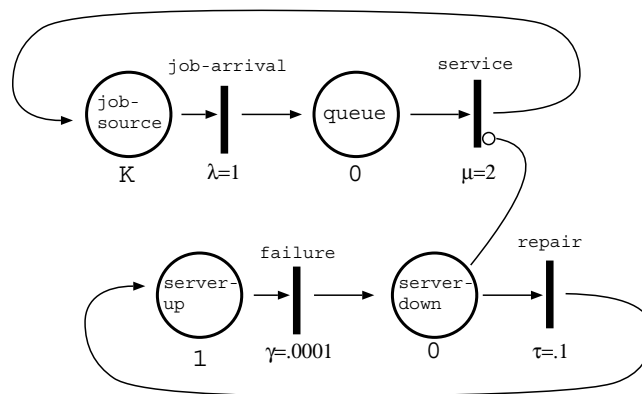 job-arrival
service
job-
source
queue
K
λ=1
0
μ=2
failure
repair
server-
up
server-
down
1
γ=.0001
0
τ=.1